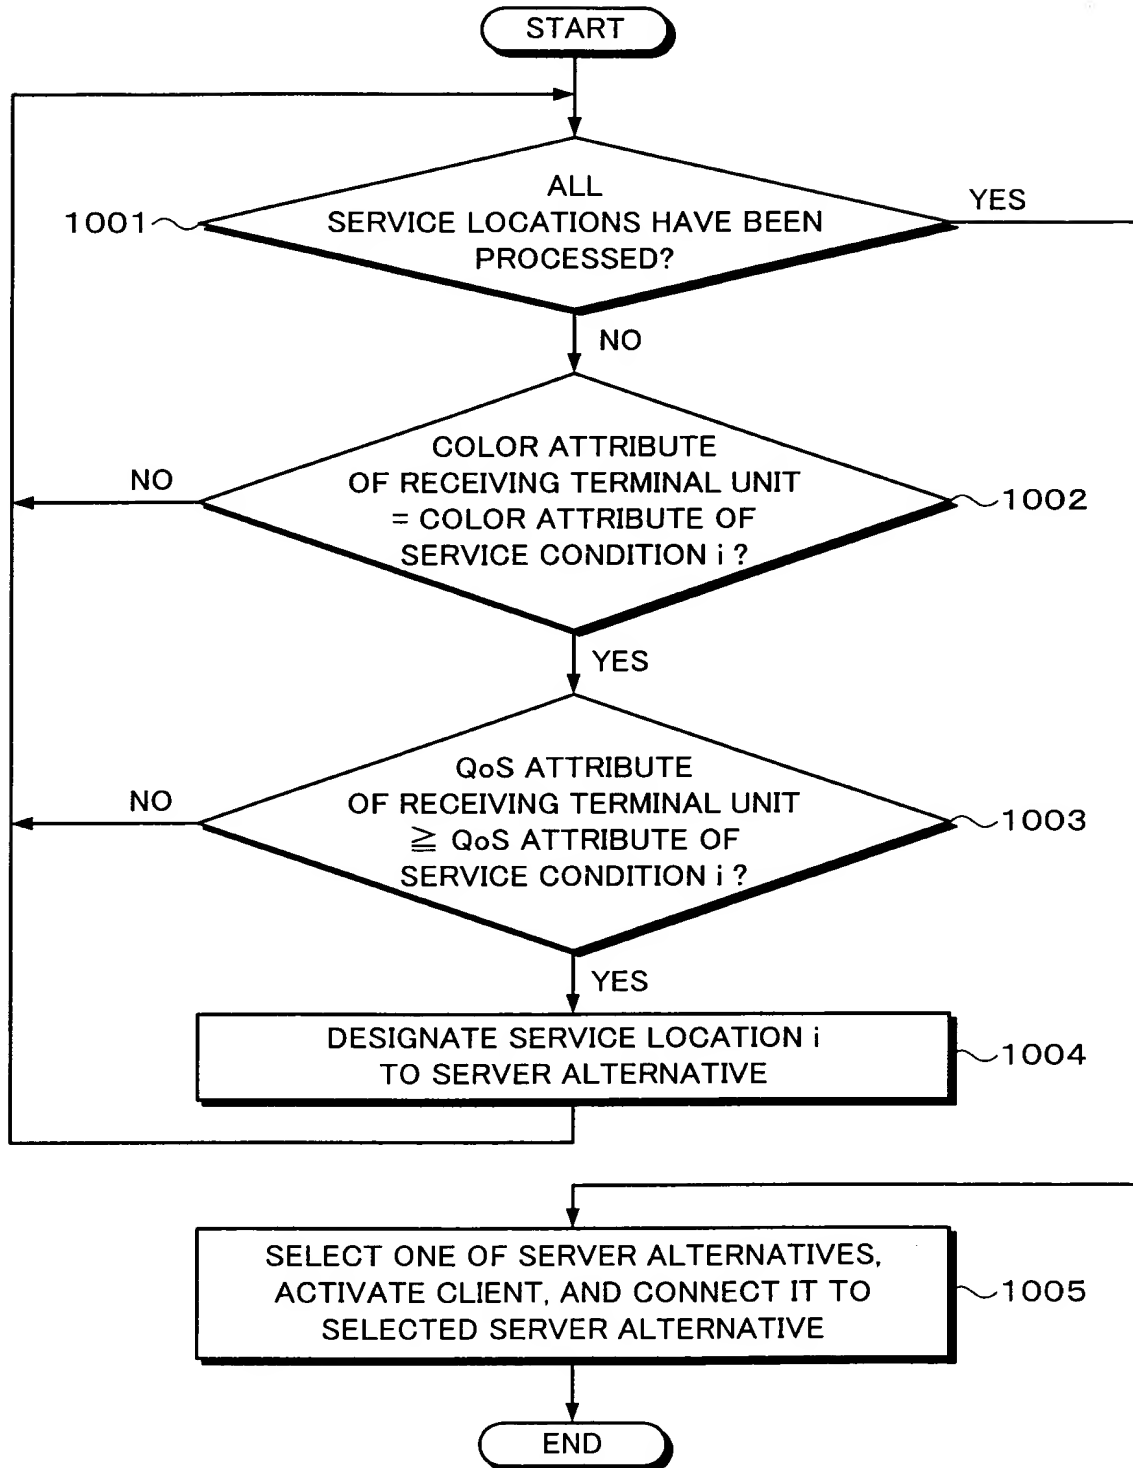 START
ALL
SERVICE LOCATIONS HAVE BEEN
PROCESSED?
YES
1001
NO
COLOR ATTRIBUTE
OF RECEIVING TERMINAL UNIT
= COLOR ATTRIBUTE OF
SERVICE CONDITION i ?
NO
1002
YES
QoS ATTRIBUTE
OF RECEIVING TERMINAL UNIT
≧ QoS ATTRIBUTE OF
SERVICE CONDITION i ?
NO
1003
YES
DESIGNATE SERVICE LOCATION i
TO SERVER ALTERNATIVE
1004
SELECT ONE OF SERVER ALTERNATIVES,
ACTIVATE CLIENT, AND CONNECT IT TO
SELECTED SERVER ALTERNATIVE
1005
END